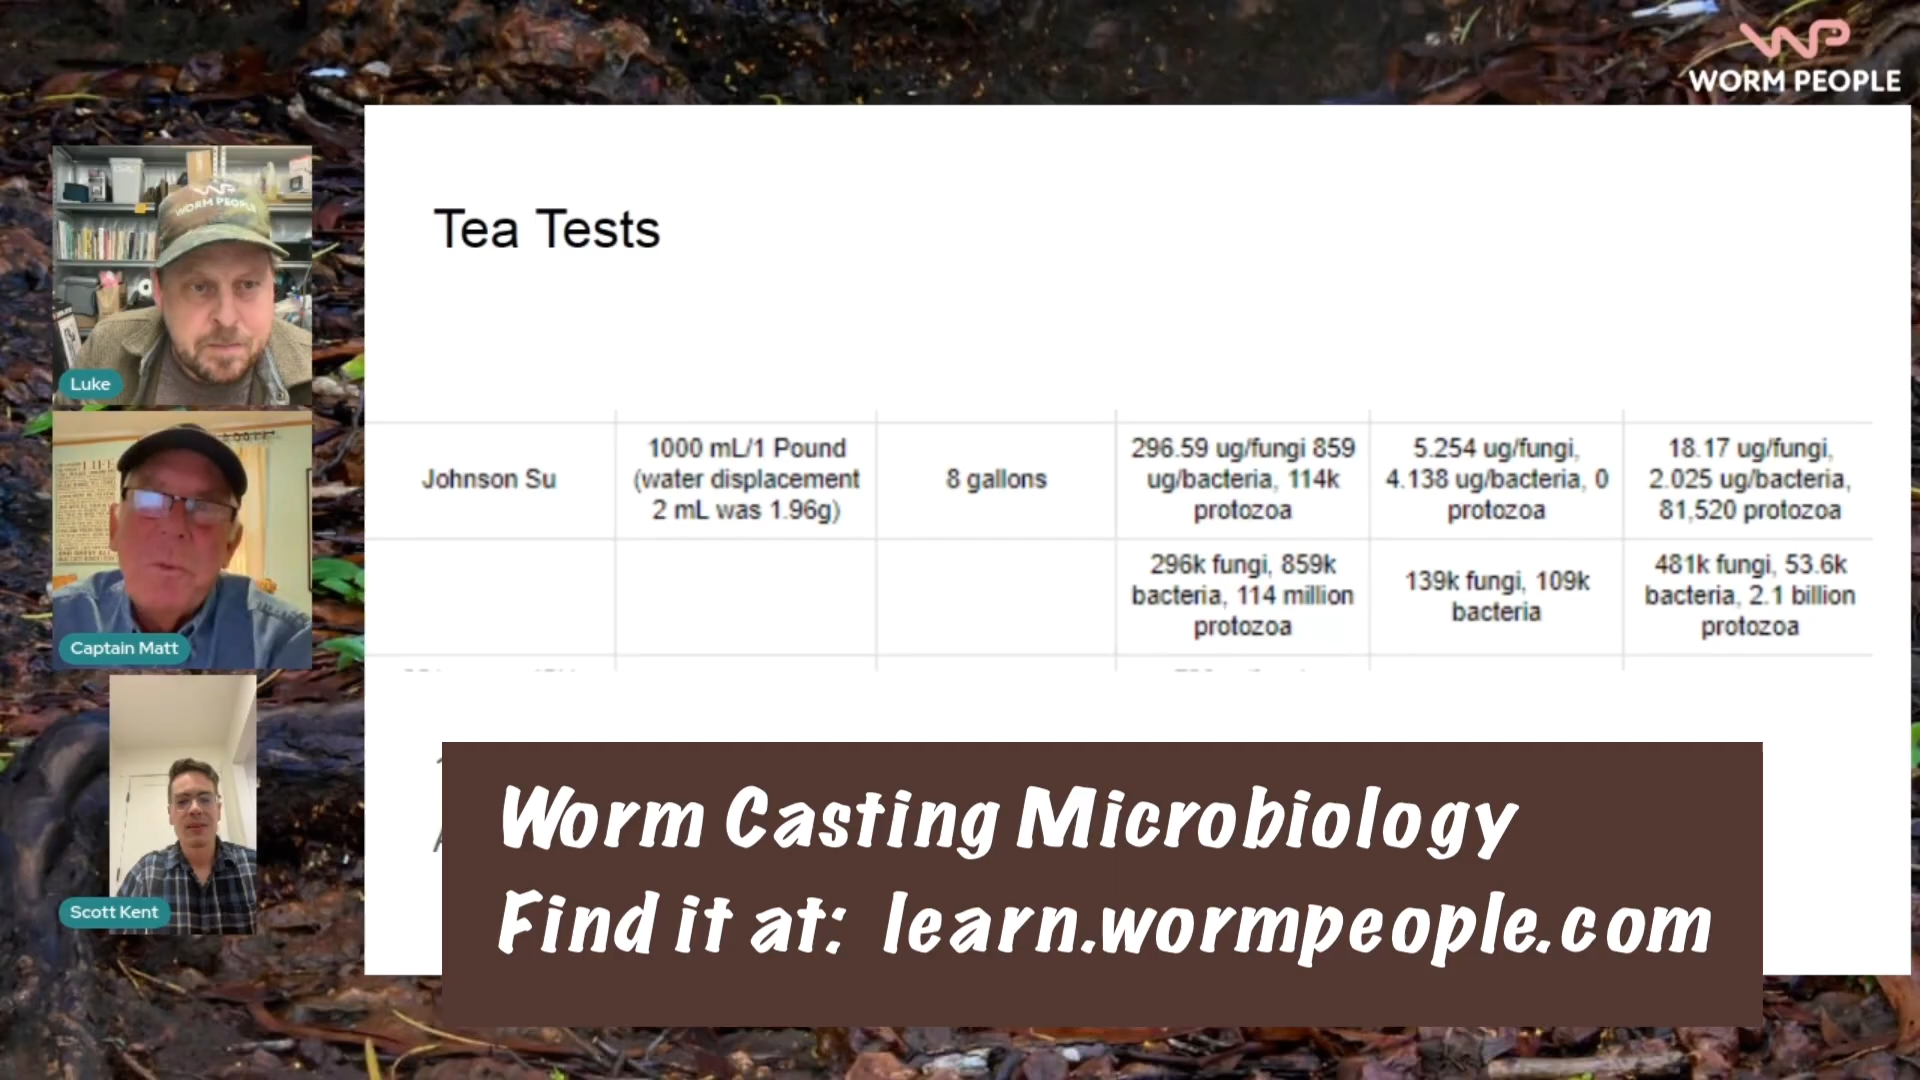 WORM PEOPLE
WORM PEOPLE
Luke
Captain Matt
Scott Kent
Tea Tests
Johnson Su
1000 mL/1 Pound
(water displacement
2 mL was 1.96g)
8 gallons
296.59 ug/fungi 859
ug/bacteria, 114k
protozoa
5.254 ug/fungi,
4.138 ug/bacteria, 0
protozoa
18.17 ug/fungi,
2.025 ug/bacteria,
81,520 protozoa
296k fungi, 859k
bacteria, 114 million
protozoa
139k fungi, 109k
bacteria
481k fungi, 53.6k
bacteria, 2.1 billion
protozoa
Worm Casting Microbiology
Find it at: learn.wormpeople.com